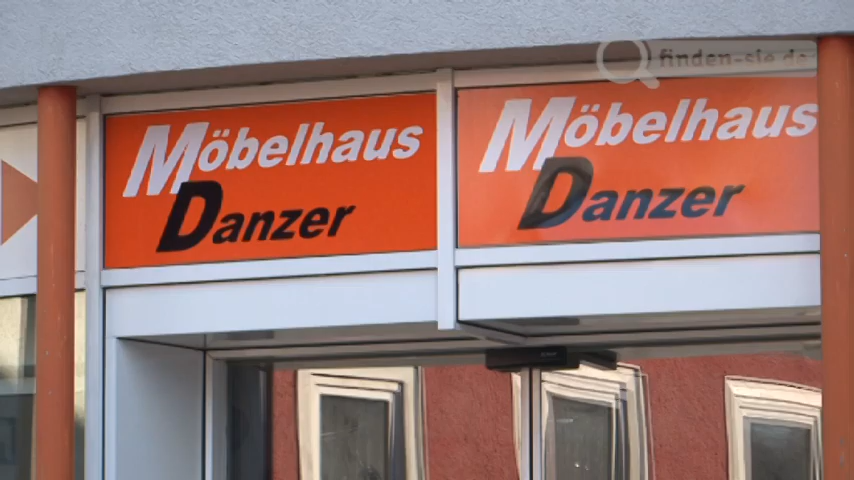 finden-sie.de
Möbelhaus
Danzer
Möbelhaus
Danzer